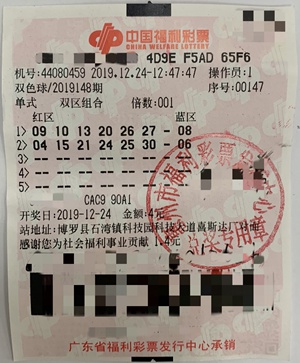 中国福利彩票
CHINA WELFARE LOTTERY
4D9E F5AD 65F6
机号:44080459 2019.12.24-12:47:47 操作员:1
双色球/2019148期 序号:00147
单式 双区组合 倍数:001
红区 蓝区
1) 09 10 13 20 26 27 - 08
2) 04 15 21 24 30 31 - 06
3) -- -- -- -- -- -- - --
4) -- -- -- -- -- -- - --
5) -- -- -- -- -- -- - --
CAC9 90A1
开奖日:2019-12-24 金额:4元
站地址:博罗县石湾镇科技园科技大道嘉斯达厂对面
感谢您为社会福利事业贡献 1.4元
广东省福利彩票发行中心承销